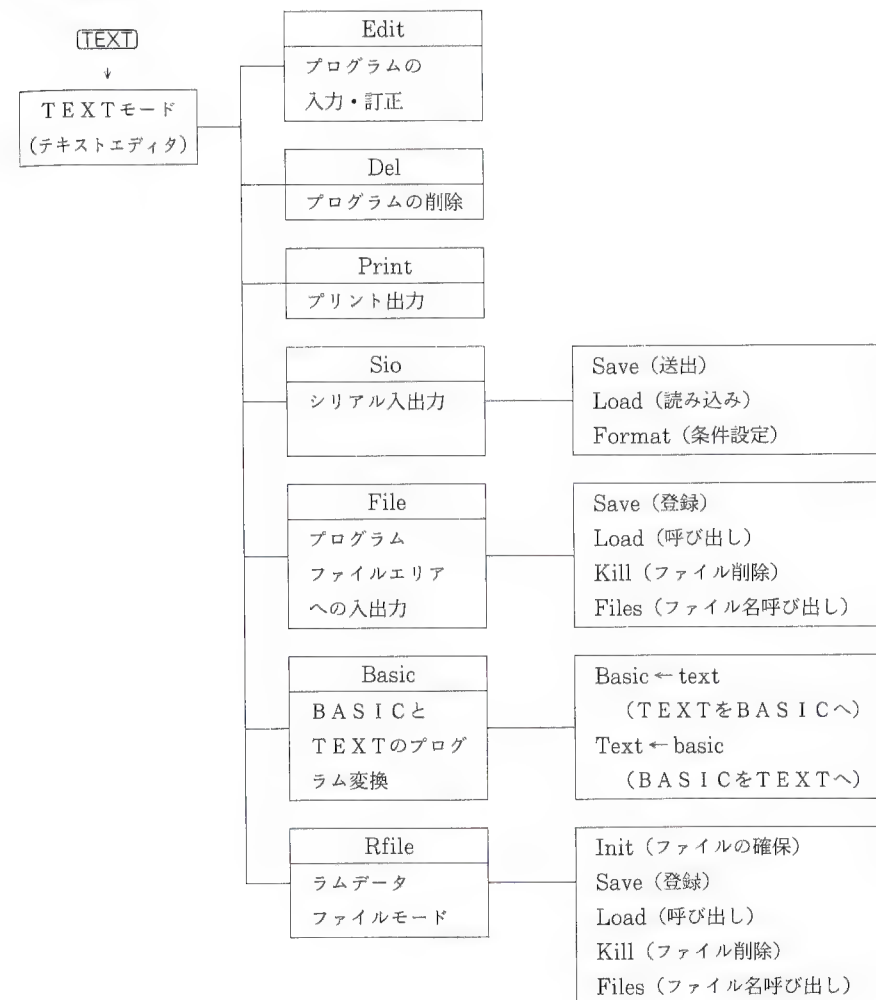 TEXT
↓
TEXTモード
(テキストエディタ)
Edit
プログラムの
入力・訂正
Del
プログラムの削除
Print
プリント出力
Sio
シリアル入出力
Save（送出）
Load（読み込み）
Format（条件設定）
File
プログラム
ファイルエリア
への入出力
Save（登録）
Load（呼び出し）
Kill（ファイル削除）
Files（ファイル名呼び出し）
Basic
BASICと
TEXTのプログ
ラム変換
Basic←text
（TEXTをBASICへ）
Text←basic
（BASICをTEXTへ）
Rfile
ラムデータ
ファイルモード
Init（ファイルの確保）
Save（登録）
Load（呼び出し）
Kill（ファイル削除）
Files（ファイル名呼び出し）